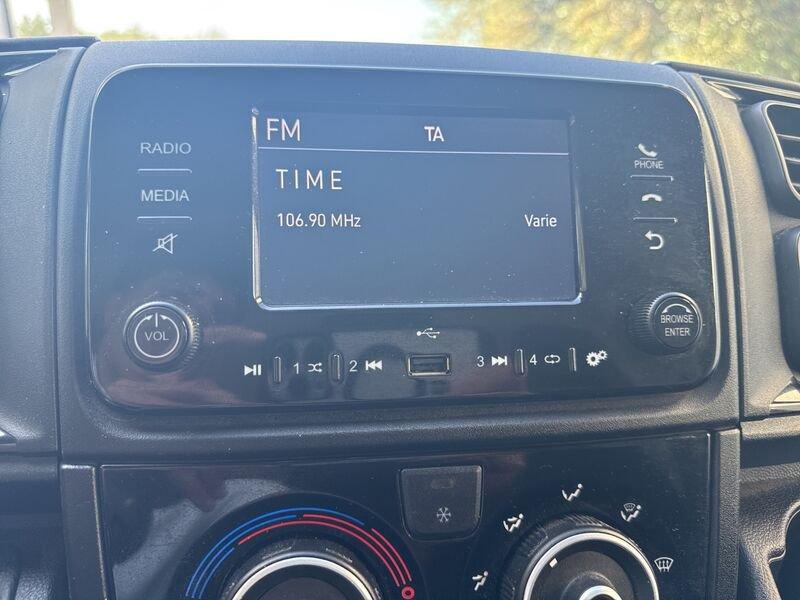 FM TA
TIME
106.90 MHz Varie
RADIO
MEDIA
VOL
PHONE
BROWSE
ENTER
1 2 3 4